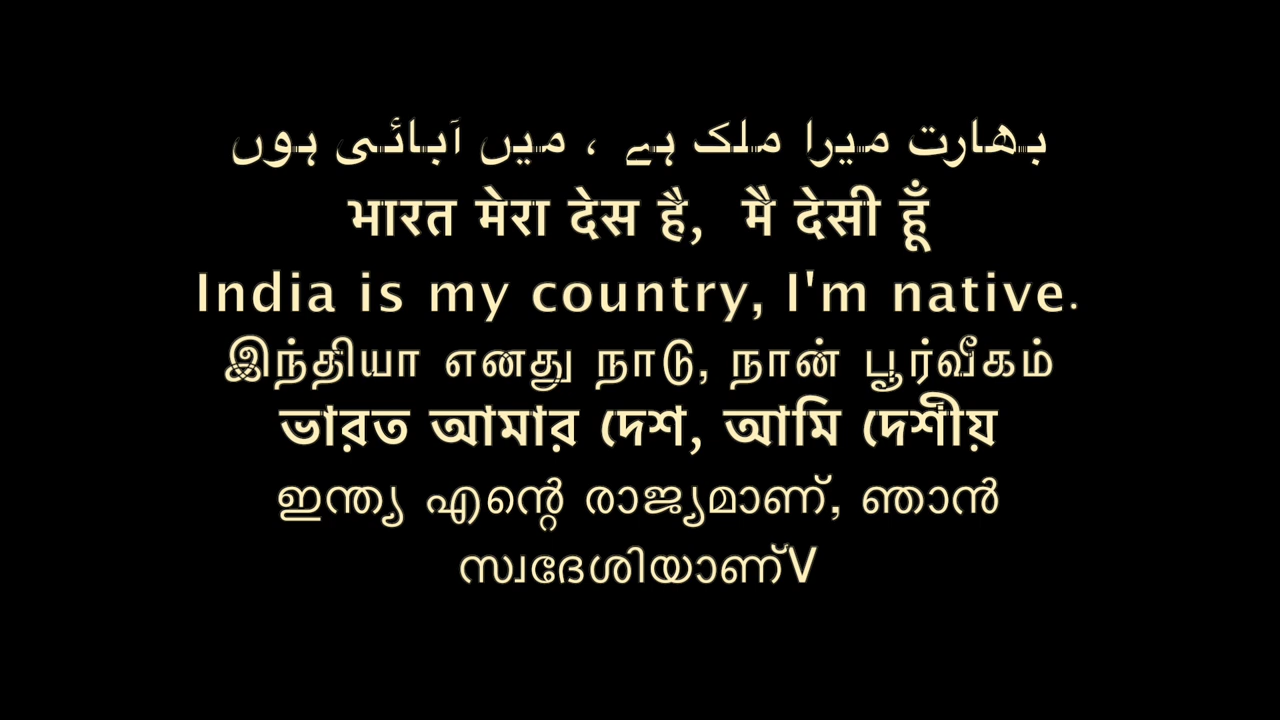 بھارت میرا ملک ہے ، میں آبائی ہوں
भारत मेरा देस है, मै देसी हूँ
India is my country, I'm native.
இந்தியா எனது நாடு, நான் பூர்வீகம்
ভারত আমার দেশ, আমি দেশীয়
ഇന്ത്യ എന്റെ രാജ്യമാണ്, ഞാൻ
സ്വദേശിയാണ്V